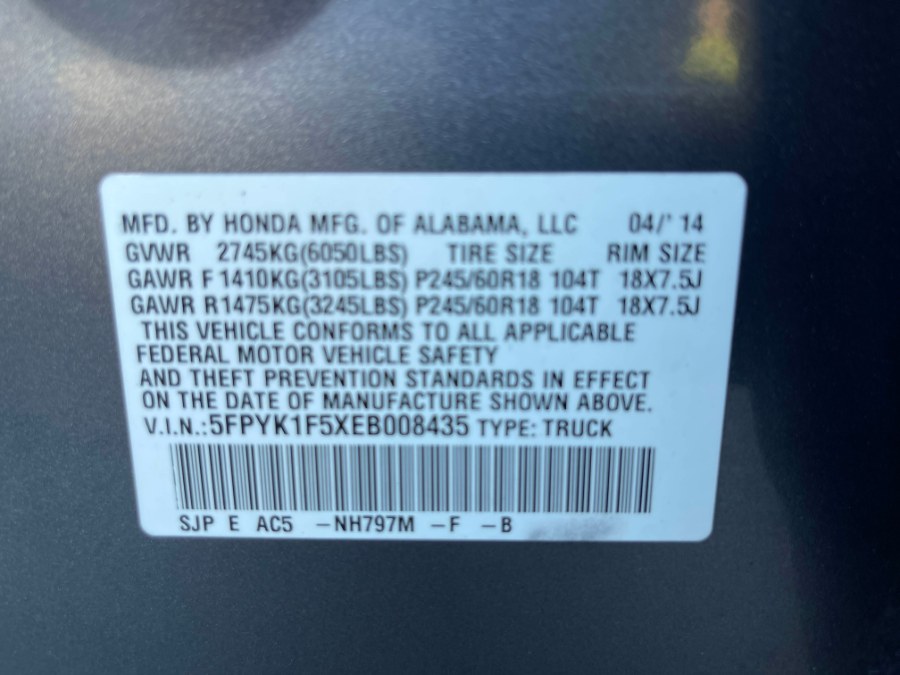 MFD. BY HONDA MFG. OF ALABAMA, LLC 04/' 14
GVWR 2745KG(6050LBS) TIRE SIZE RIM SIZE
GAWR F 1410KG(3105LBS) P245/60R18 104T 18X7.5J
GAWR R1475KG(3245LBS) P245/60R18 104T 18X7.5J
THIS VEHICLE CONFORMS TO ALL APPLICABLE
FEDERAL MOTOR VEHICLE SAFETY
AND THEFT PREVENTION STANDARDS IN EFFECT
ON THE DATE OF MANUFACTURE SHOWN ABOVE.
V.I.N.:5FPYK1F5XEB008435 TYPE: TRUCK
SJP E AC5 -NH797M -F -B